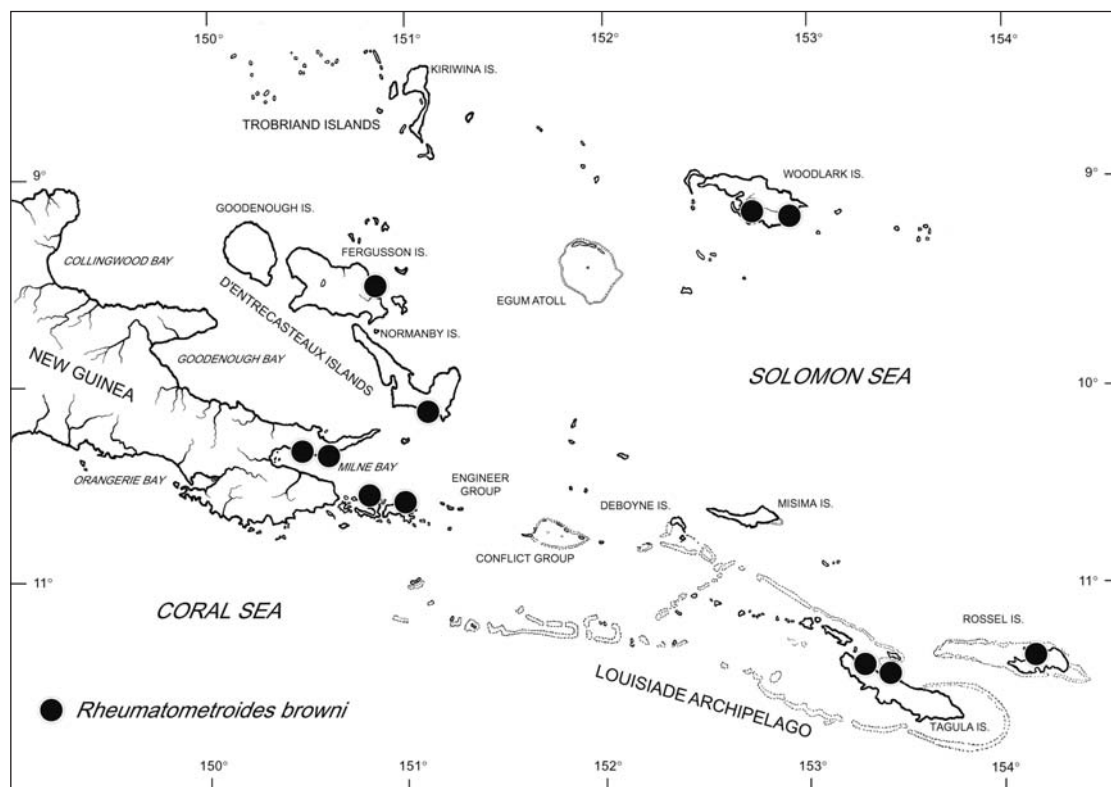 150° 151° 152° 153° 154°
KIRIWINA IS.
TROBRIAND ISLANDS
9° 9°
WOODLARK IS.
GOODENOUGH IS.
FERGUSSON IS.
COLLINGWOOD BAY
EGUM ATOLL
D'ENTRECASTEAUX ISLANDS
NORMANBY IS.
GOODENOUGH BAY
NEW GUINEA
SOLOMON SEA
10°
MILNE BAY
ORANGERIE BAY
ENGINEER
GROUP
DEBOYNE IS.
MISIMA IS.
CONFLICT GROUP
11° 11°
CORAL SEA
ROSSEL IS.
LOUISIADE ARCHIPELAGO
Rheumatometroides browni
TAGULA IS.
150° 151° 152° 153° 154°